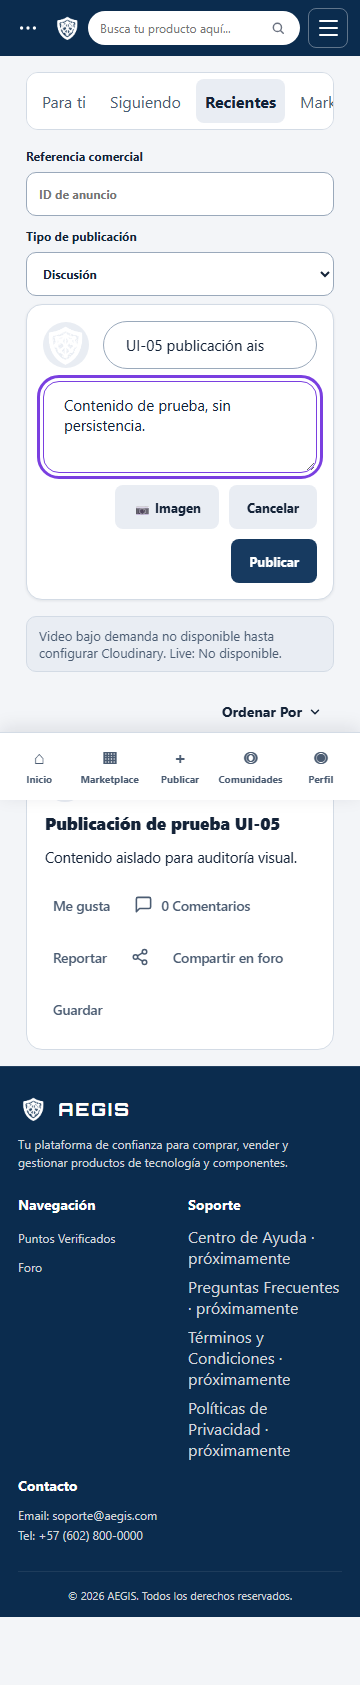 Busca tu producto aquí...
Para ti Siguiendo Recientes Mark
Referencia comercial
ID de anuncio
Tipo de publicación
Discusión
UI-05 publicación ais
Contenido de prueba, sin
persistencia.
Imagen Cancelar
Publicar
Video bajo demanda no disponible hasta
configurar Cloudinary. Live: No disponible.
Ordenar Por
Inicio Marketplace Publicar Comunidades Perfil
Publicación de prueba UI-05
Contenido aislado para auditoría visual.
Me gusta 0 Comentarios
Reportar Compartir en foro
Guardar
AEGIS
Tu plataforma de confianza para comprar, vender y
gestionar productos de tecnología y componentes.
Navegación
Puntos Verificados
Foro
Soporte
Centro de Ayuda ·
próximamente
Preguntas Frecuentes
· próximamente
Términos y
Condiciones ·
próximamente
Políticas de
Privacidad ·
próximamente
Contacto
Email: soporte@aegis.com
Tel: +57 (602) 800-0000
© 2026 AEGIS. Todos los derechos reservados.